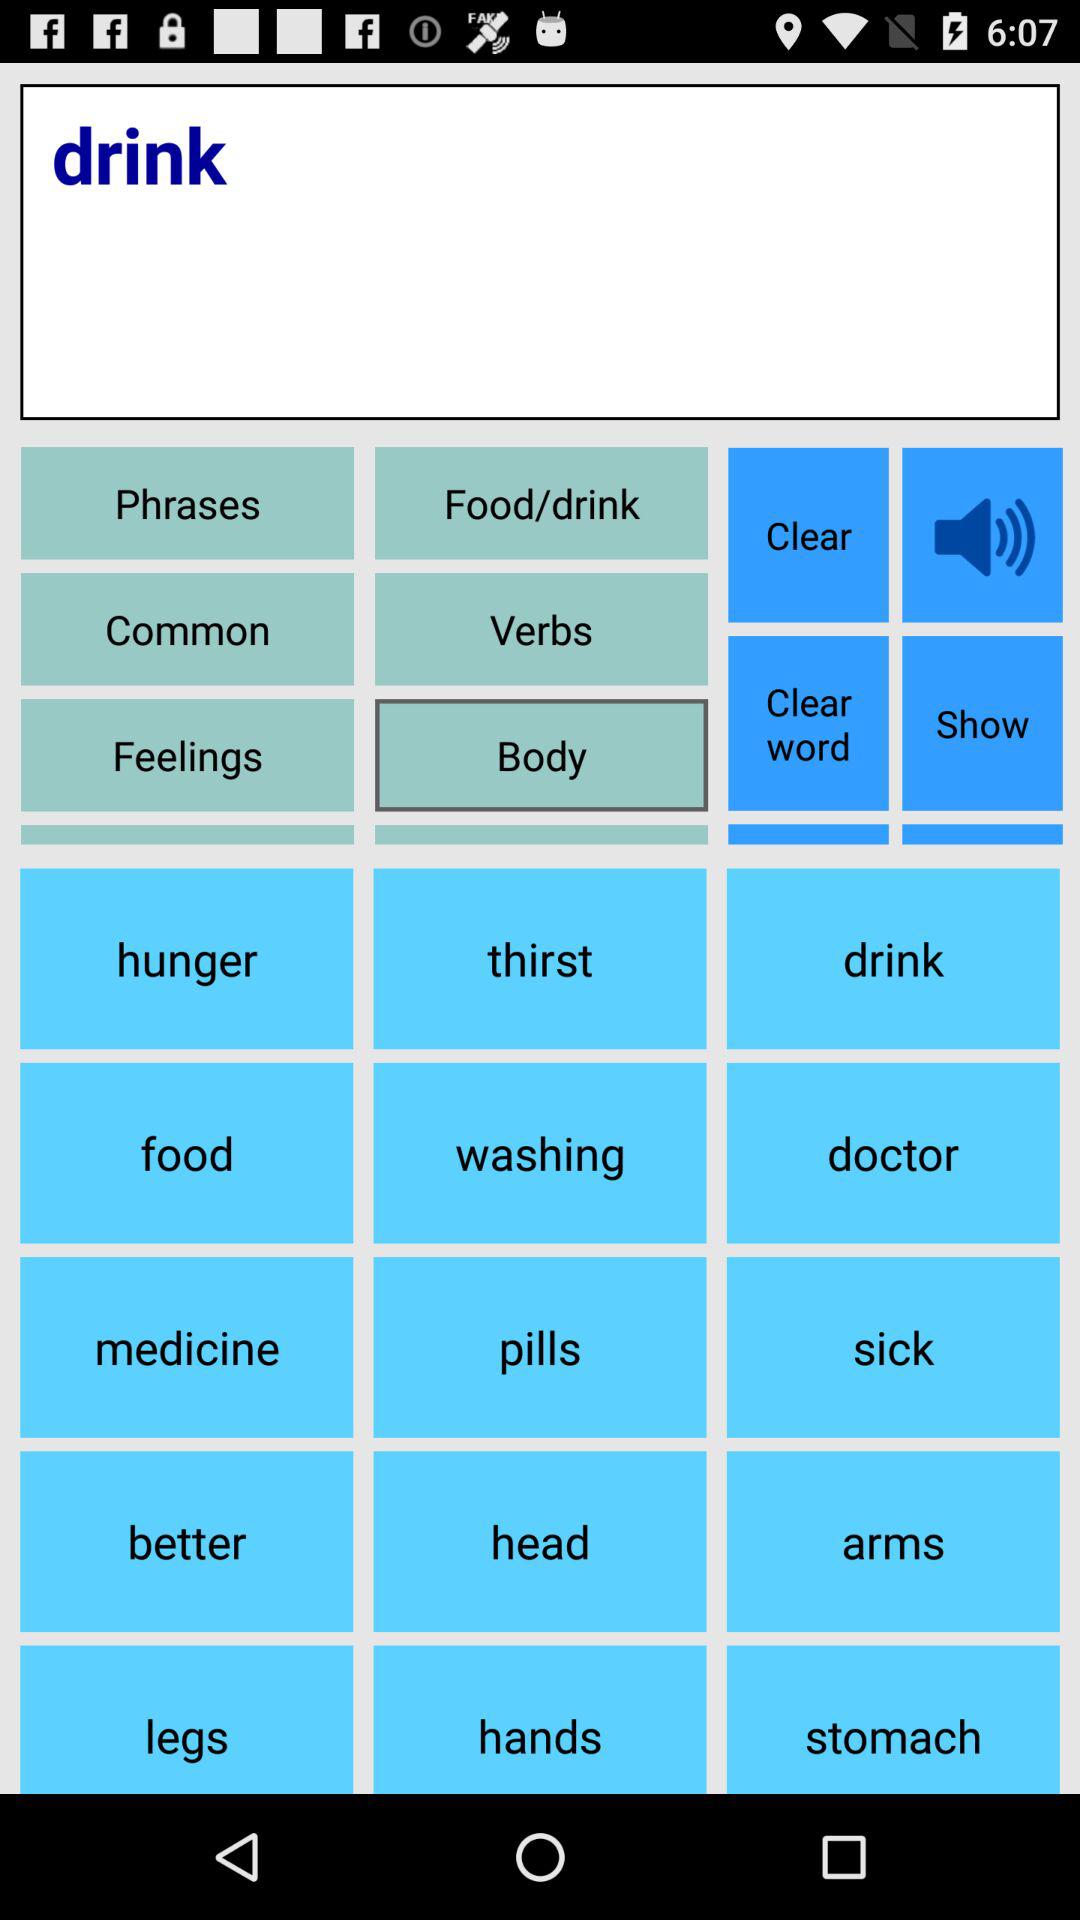 FAKE
6:07
drink
Phrases
Food/drink
Clear
Common
Verbs
Clear
word
Show
Feelings
Body
hunger
thirst
drink
food
washing
doctor
medicine
pills
sick
better
head
arms
legs
hands
stomach